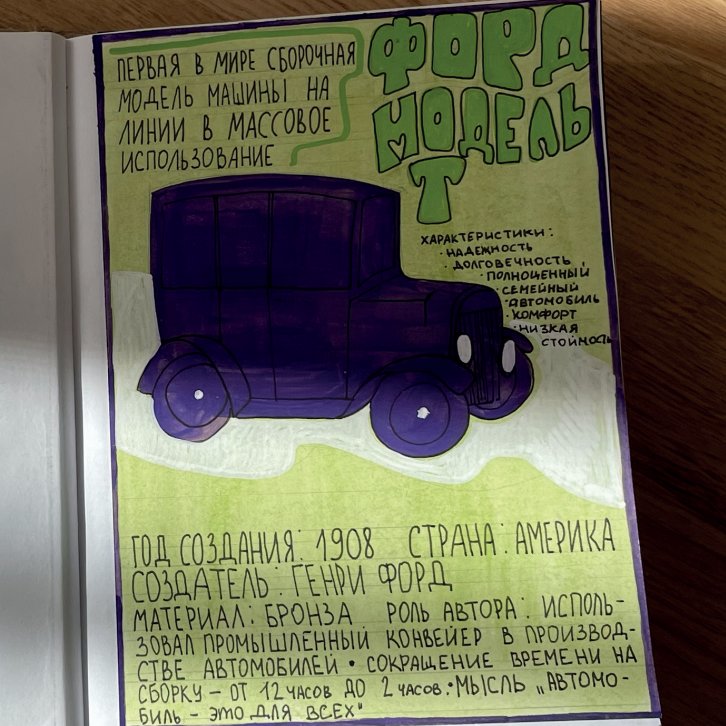 ПЕРВАЯ В МИРЕ СБОРОЧНАЯ
МОДЕЛЬ МАШИНЫ НА
ЛИНИИ В МАССОВОЕ
ИСПОЛЬЗОВАНИЕ
ФОРД
МОДЕЛЬ
Т
ХАРАКТЕРИСТИКИ:
· НАДЕЖНОСТЬ
· ДОЛГОВЕЧНОСТЬ
· ПОЛНОЦЕННЫЙ
· СЕМЕЙНЫЙ
· АВТОМОБИЛЬ
· КОМФОРТ
· НИЗКАЯ
СТОИМОСТЬ
ГОД СОЗДАНИЯ: 1908 СТРАНА: АМЕРИКА
СОЗДАТЕЛЬ: ГЕНРИ ФОРД
МАТЕРИАЛ: БРОНЗА РОЛЬ АВТОРА: ИСПОЛЬ-
ЗОВАЛ ПРОМЫШЛЕННЫЙ КОНВЕЙЕР В ПРОИЗВОД-
СТВЕ АВТОМОБИЛЕЙ • СОКРАЩЕНИЕ ВРЕМЕНИ НА
СБОРКУ – ОТ 12 ЧАСОВ ДО 2 ЧАСОВ. • МЫСЛЬ „АВТОМО-
БИЛЬ – ЭТО ДЛЯ ВСЕХ"